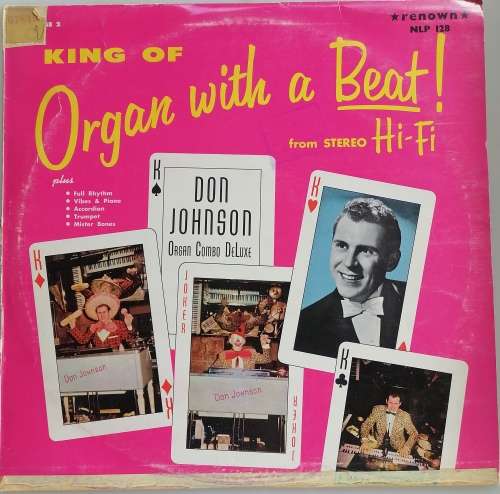 ★renown★
NLP 128
KING OF
Organ with a Beat!
from STEREO Hi-Fi
plus
• Full Rhythm
• Vibes & Piano
• Accordion
• Trumpet
• Mister Bones
K
DON
JOHNSON
ORGAN COMBO DELUXE
K
K
Don Johnson
K
JOKER
Don Johnson
JOKER
K